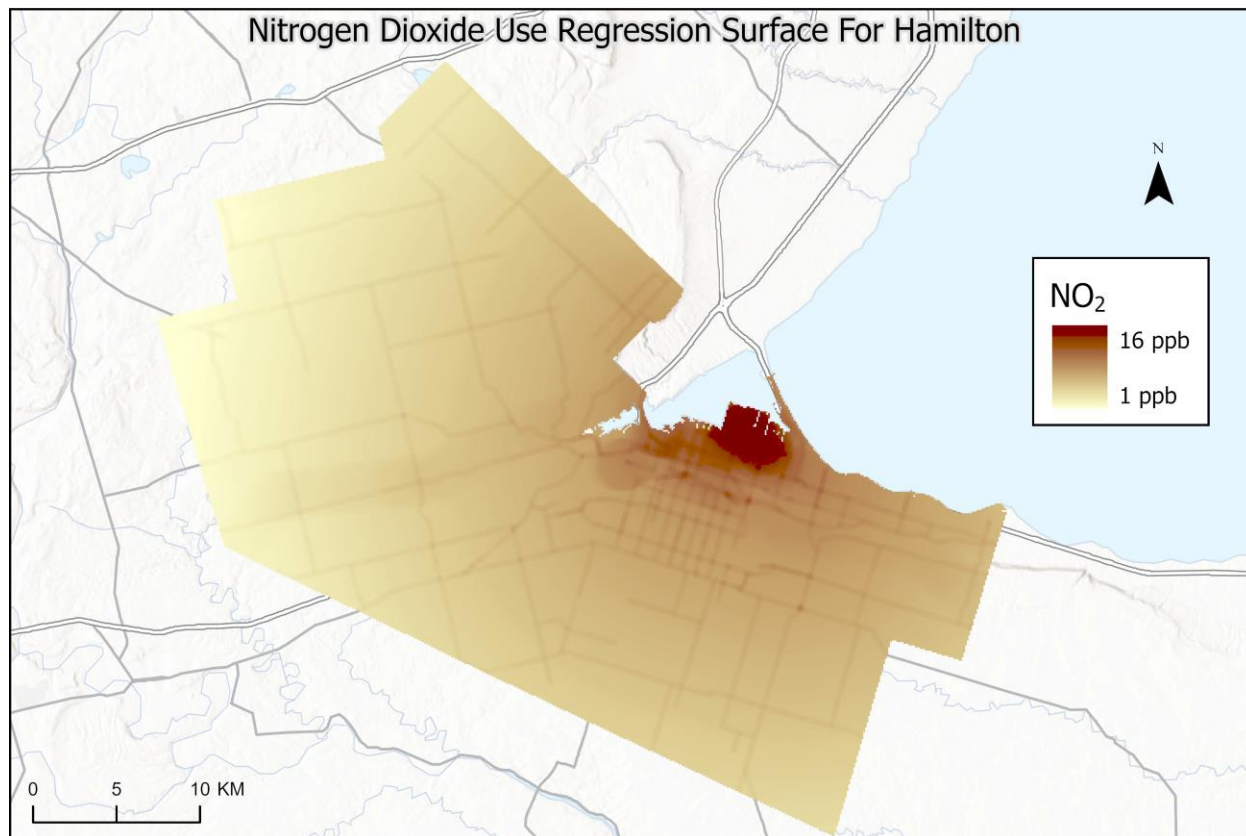 Nitrogen Dioxide Use Regression Surface For Hamilton
N
NO₂
16 ppb
1 ppb
0 5 10 KM